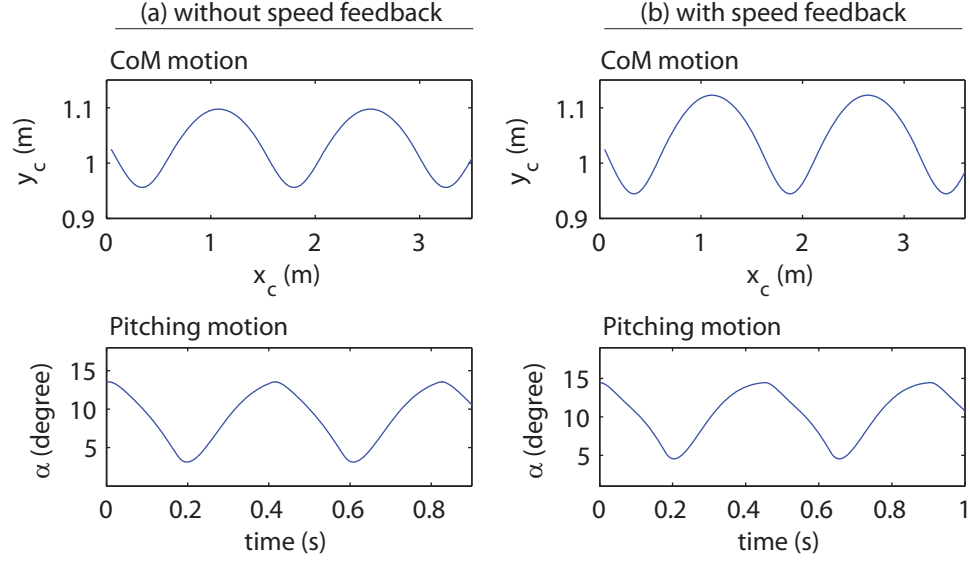 (a) without speed feedback
CoM motion
y_c (m)
1.1
1
0.9
0 1 2 3
x_c (m)
Pitching motion
α (degree)
15
10
5
0 0.2 0.4 0.6 0.8
time (s)
(b) with speed feedback
CoM motion
y_c (m)
1.1
1
0.9
0 1 2 3
x_c (m)
Pitching motion
α (degree)
15
10
5
0 0.2 0.4 0.6 0.8 1
time (s)